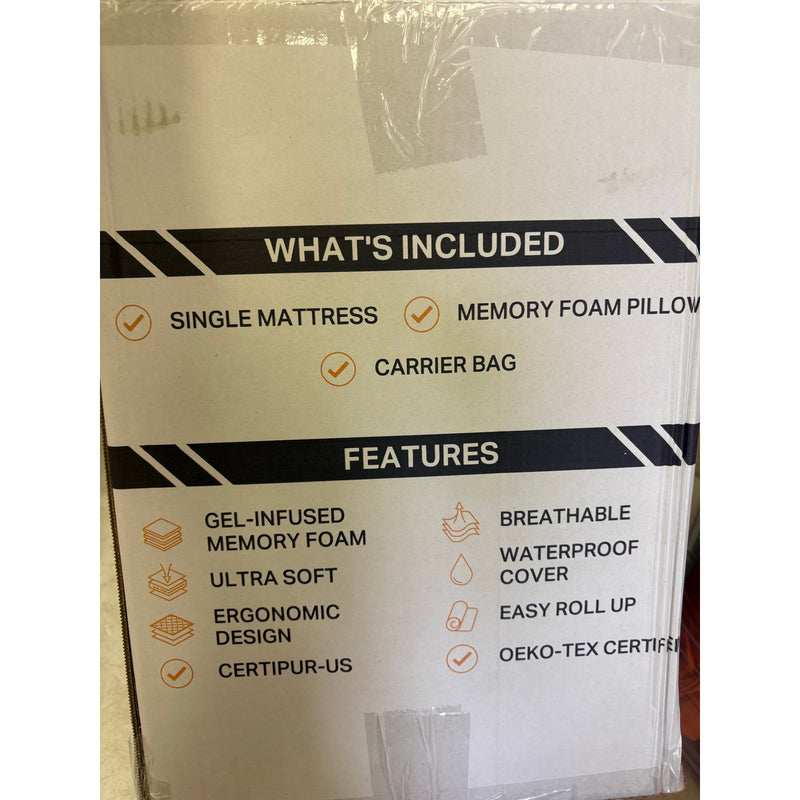 WHAT'S INCLUDED
SINGLE MATTRESS
MEMORY FOAM PILLOW
CARRIER BAG
FEATURES
GEL-INFUSED
MEMORY FOAM
ULTRA SOFT
ERGONOMIC
DESIGN
CERTIPUR-US
BREATHABLE
WATERPROOF
COVER
EASY ROLL UP
OEKO-TEX